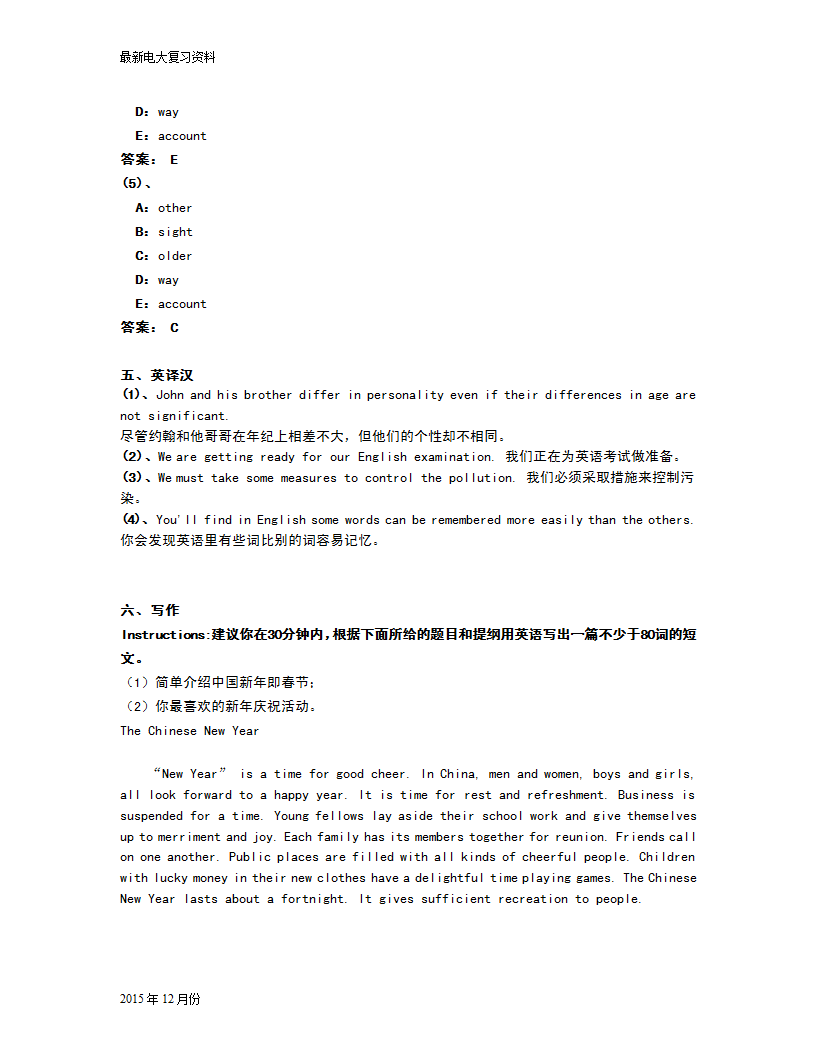 最新电大复习资料
D：way
E：account
答案： E
(5)、
A：other
B：sight
C：older
D：way
E：account
答案： C
五、英译汉
(1)、John and his brother differ in personality even if their differences in age are
not significant.
尽管约翰和他哥哥在年纪上相差不大，但他们的个性却不相同。
(2)、We are getting ready for our English examination. 我们正在为英语考试做准备。
(3)、We must take some measures to control the pollution. 我们必须采取措施来控制污
染。
(4)、You'll find in English some words can be remembered more easily than the others.
你会发现英语里有些词比别的词容易记忆。
六、写作
Instructions:建议你在30分钟内,根据下面所给的题目和提纲用英语写出一篇不少于80词的短
文。
（1）简单介绍中国新年即春节；
（2）你最喜欢的新年庆祝活动。
The Chinese New Year
“New Year” is a time for good cheer. In China, men and women, boys and girls,
all look forward to a happy year. It is time for rest and refreshment. Business is
suspended for a time. Young fellows lay aside their school work and give themselves
up to merriment and joy. Each family has its members together for reunion. Friends call
on one another. Public places are filled with all kinds of cheerful people. Children
with lucky money in their new clothes have a delightful time playing games. The Chinese
New Year lasts about a fortnight. It gives sufficient recreation to people.
2015 年 12 月份